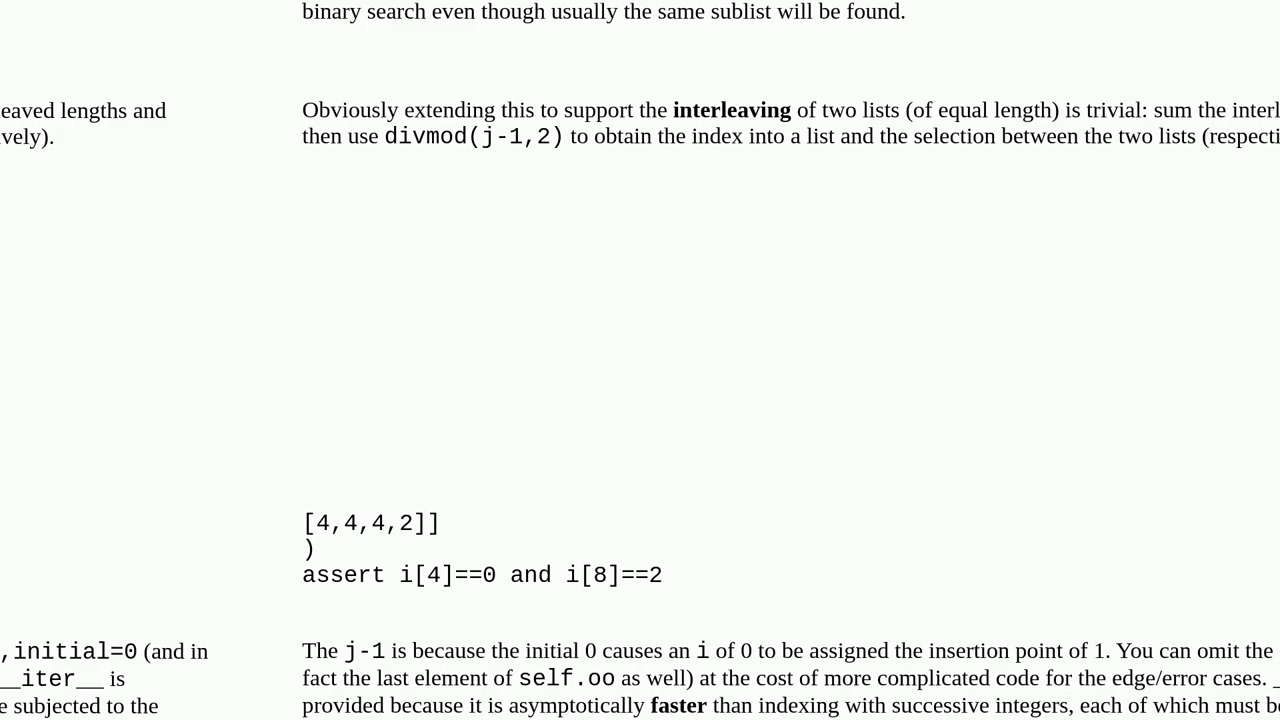 binary search even though usually the same sublist will be found.
eaved lengths and
vely).
Obviously extending this to support the interleaving of two lists (of equal length) is trivial: sum the interl
then use divmod(j-1,2) to obtain the index into a list and the selection between the two lists (respecti
[4,4,4,2]]
)
assert i[4]==0 and i[8]==2
,initial=0 (and in
__iter__ is
e subjected to the
The j-1 is because the initial 0 causes an i of 0 to be assigned the insertion point of 1. You can omit the
fact the last element of self.oo as well) at the cost of more complicated code for the edge/error cases. _
provided because it is asymptotically faster than indexing with successive integers, each of which must be